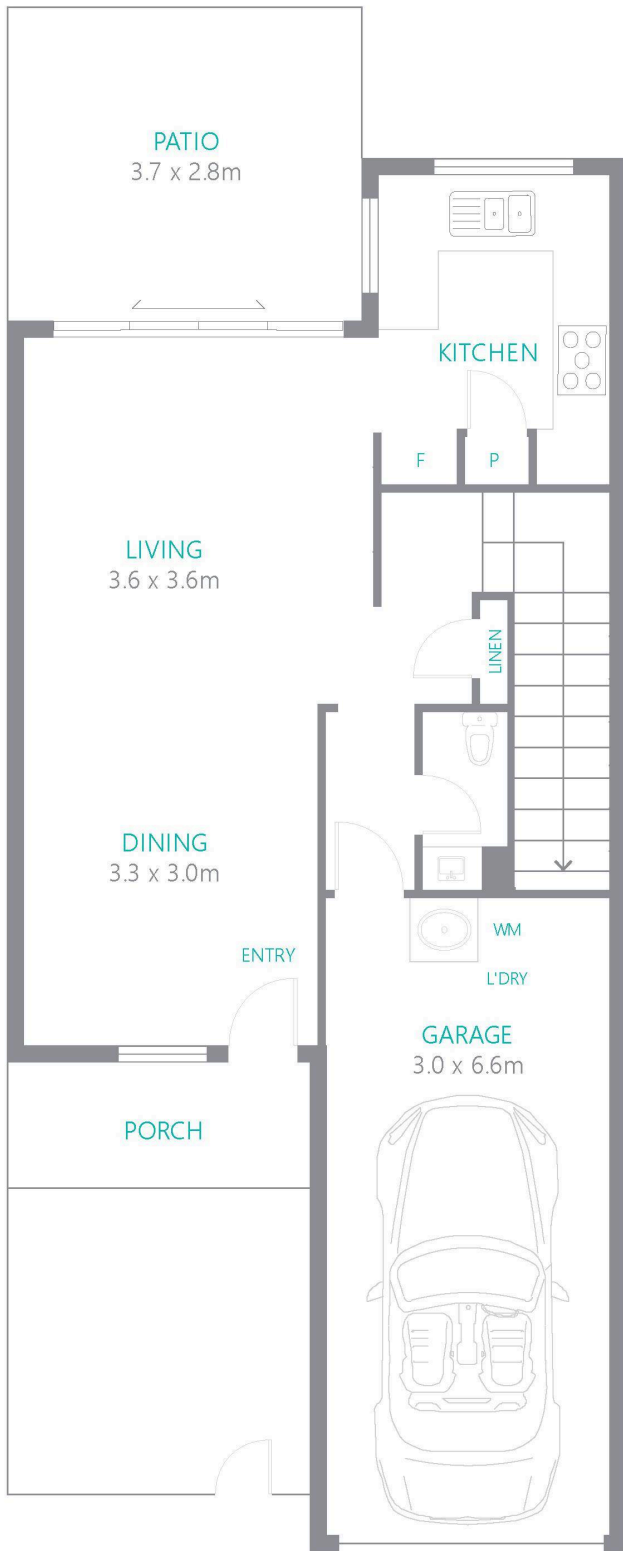 PATIO
3.7 x 2.8m
KITCHEN
F
P
LIVING
3.6 x 3.6m
LINEN
DINING
3.3 x 3.0m
ENTRY
WM
L'DRY
GARAGE
3.0 x 6.6m
PORCH